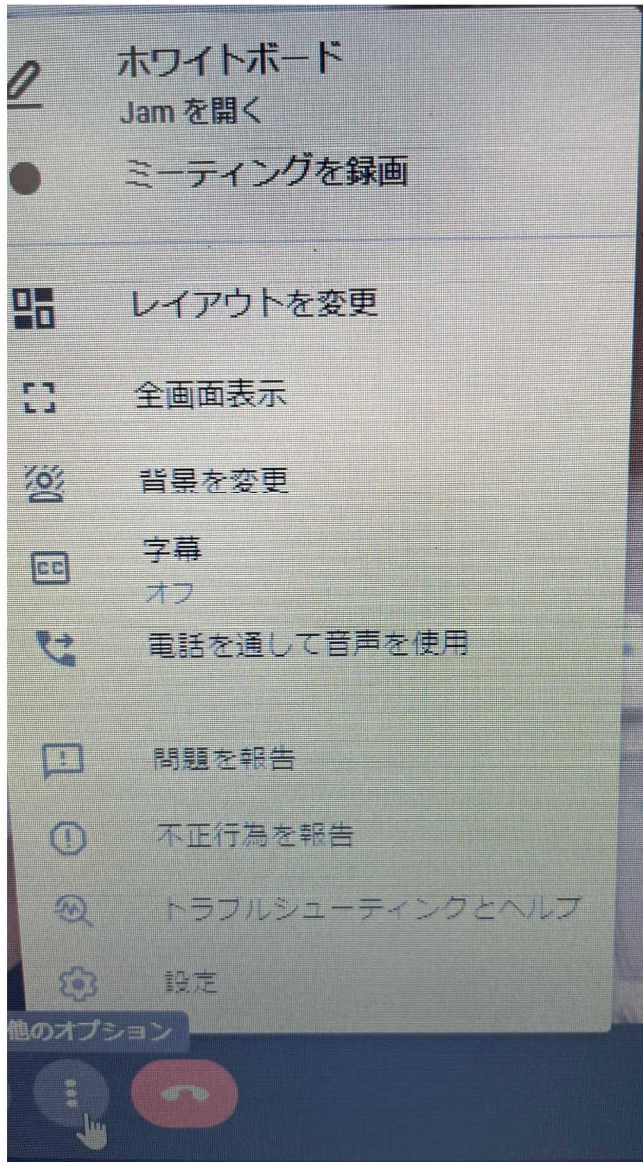 ホワイトボード
Jam を開く
ミーティングを録画
レイアウトを変更
全画面表示
背景を変更
CC
字幕
オフ
電話を通して音声を使用
問題を報告
不正行為を報告
トラブルシューティングとヘルプ
設定
他のオプション